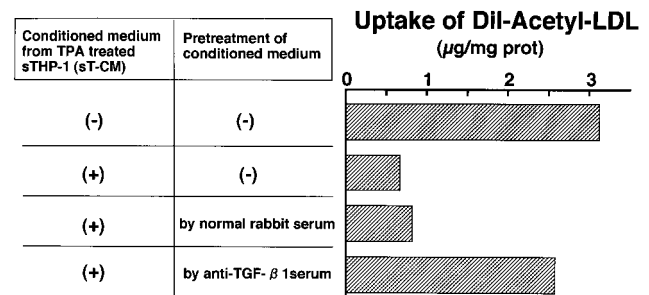 Uptake of Dil-Acetyl-LDL
(μg/mg prot)
Conditioned medium
from TPA treated
sTHP-1 (sT-CM)
Pretreatment of
conditioned medium
0 1 2 3
(-) (-)
(+) (-)
(+) by normal rabbit serum
(+) by anti-TGF- β 1serum